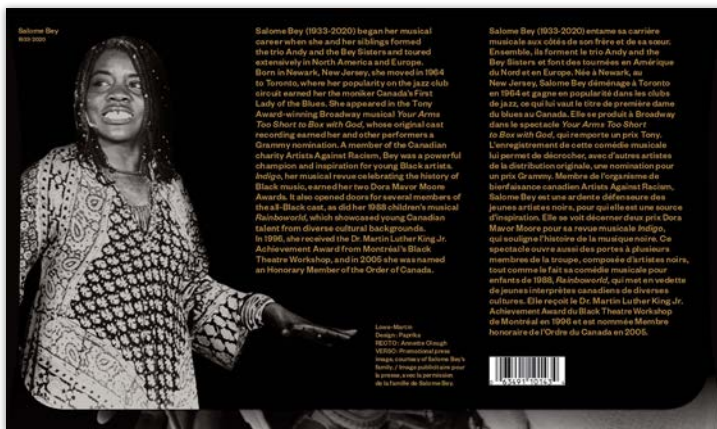 Salome Bey
1933-2020
Salome Bey (1933-2020) began her musical
career when she and her siblings formed
the trio Andy and the Bey Sisters and toured
extensively in North America and Europe.
Born in Newark, New Jersey, she moved in 1964
to Toronto, where her popularity on the jazz club
circuit earned her the moniker Canada's First
Lady of the Blues. She appeared in the Tony
Award-winning Broadway musical Your Arms
Too Short to Box with God, whose original cast
recording earned her and other performers a
Grammy nomination. A member of the Canadian
charity Artists Against Racism, Bey was a powerful
champion and inspiration for young Black artists.
Indigo, her musical revue celebrating the history of
Black music, earned her two Dora Mavor Moore
Awards. It also opened doors for several members of
the all-Black cast, as did her 1988 children's musical
Rainboworld, which showcased young Canadian
talent from diverse cultural backgrounds.
In 1996, she received the Dr. Martin Luther King Jr.
Achievement Award from Montréal's Black
Theatre Workshop, and in 2005 she was named
an Honorary Member of the Order of Canada.
Salome Bey (1933-2020) entame sa carrière
musicale aux côtés de son frère et de sa sœur.
Ensemble, ils forment le trio Andy and the
Bey Sisters et font des tournées en Amérique
du Nord et en Europe. Née à Newark, au
New Jersey, Salome Bey déménage à Toronto
en 1964 et gagne en popularité dans les clubs
de jazz, ce qui lui vaut le titre de première dame
du blues au Canada. Elle se produit à Broadway
dans le spectacle Your Arms Too Short
to Box with God, qui remporte un prix Tony.
L'enregistrement de cette comédie musicale
lui permet de décrocher, avec d'autres artistes
de la distribution originale, une nomination pour
un prix Grammy. Membre de l'organisme de
bienfaisance canadien Artists Against Racism,
Salome Bey est une ardente défenseure des
jeunes artistes noirs, pour qui elle est une source
d'inspiration. Elle se voit décerner deux prix Dora
Mavor Moore pour sa revue musicale Indigo,
qui souligne l'histoire de la musique noire. Ce
spectacle ouvre aussi des portes à plusieurs
membres de la troupe, composée d'artistes noirs,
tout comme le fait sa comédie musicale pour
enfants de 1988, Rainboworld, qui met en vedette
de jeunes interprètes canadiens de diverses
cultures. Elle reçoit le Dr. Martin Luther King Jr.
Achievement Award du Black Theatre Workshop
de Montréal en 1996 et est nommée Membre
honoraire de l'Ordre du Canada en 2005.
Lowe-Martin
Design: Paprika
RECTO: Annette Clough
VERSO: Promotional press
image, courtesy of Salome Bey's
family. / Image publicitaire pour
la presse, avec la permission
de la famille de Salome Bey.